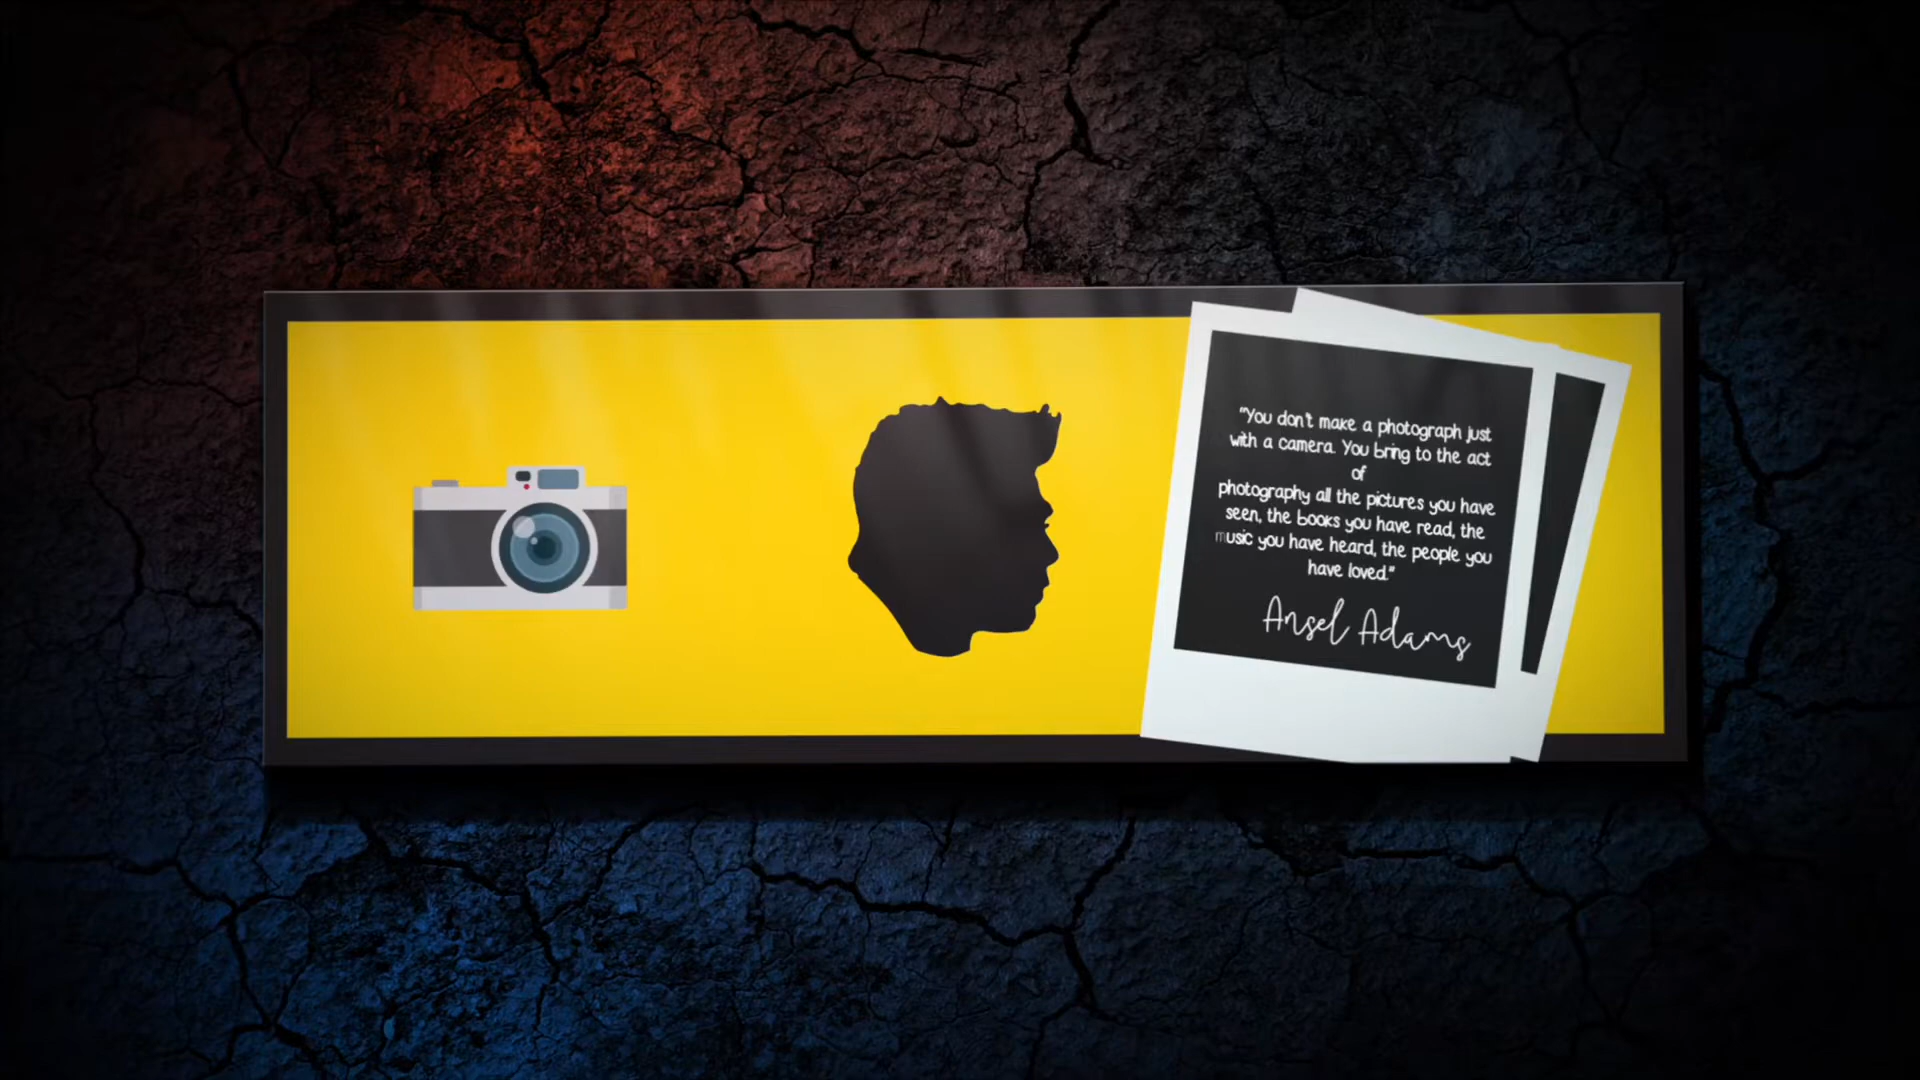 "You don't make a photograph just
with a camera. You bring to the act
of
photography all the pictures you have
seen, the books you have read, the
music you have heard, the people you
have loved."
Ansel Adams